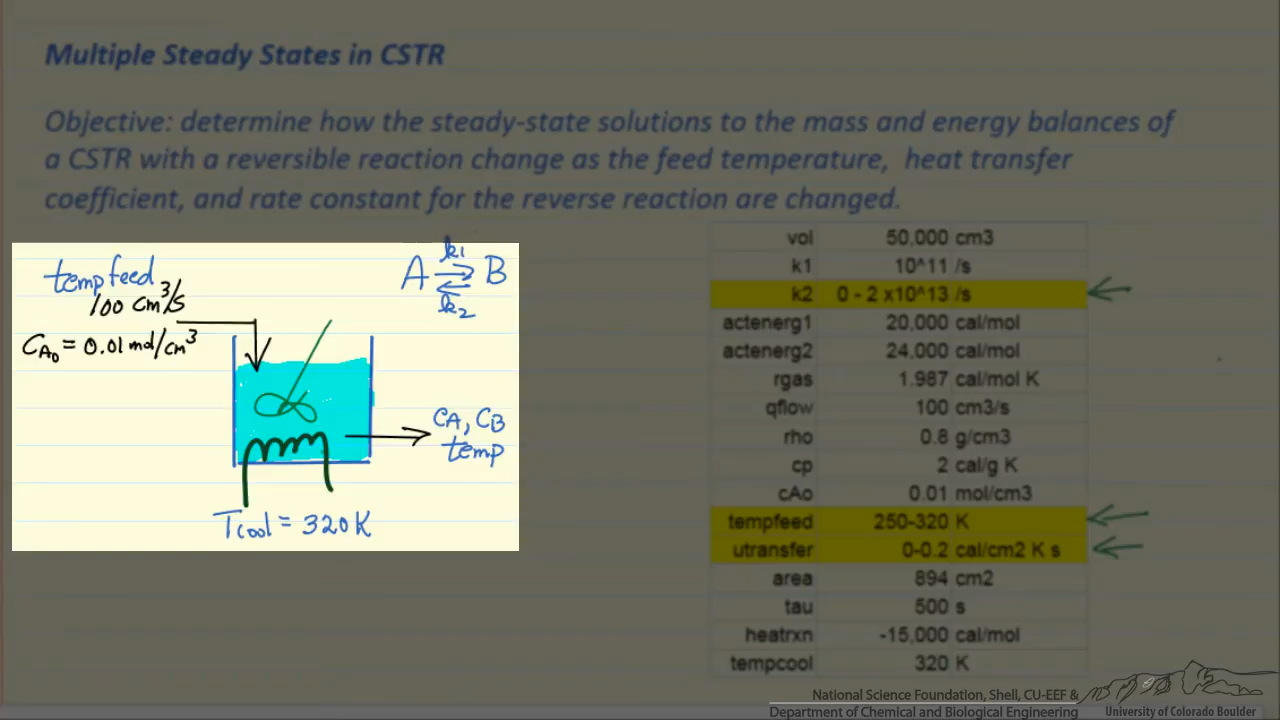 Multiple Steady States in CSTR
Objective: determine how the steady-state solutions to the mass and energy balances of
a CSTR with a reversible reaction change as the feed temperature, heat transfer
coefficient, and rate constant for the reverse reaction are changed.
temp feed
100 cm³/s
C_A₀ = 0.01 mol/cm³
k1
A ⇌ B
k2
CA, CB
temp
Tcool = 320 K
vol 50,000 cm3
k1 10^11 /s
k2 0 - 2 x10^13 /s
actenerg1 20,000 cal/mol
actenerg2 24,000 cal/mol
rgas 1.987 cal/mol K
qflow 100 cm3/s
rho 0.8 g/cm3
cp 2 cal/g K
cAo 0.01 mol/cm3
tempfeed 250-320 K
utransfer 0-0.2 cal/cm2 K s
area 894 cm2
tau 500 s
heatrxn -15,000 cal/mol
tempcool 320 K
National Science Foundation, Shell, CU-EEF &
Department of Chemical and Biological Engineering
University of Colorado Boulder